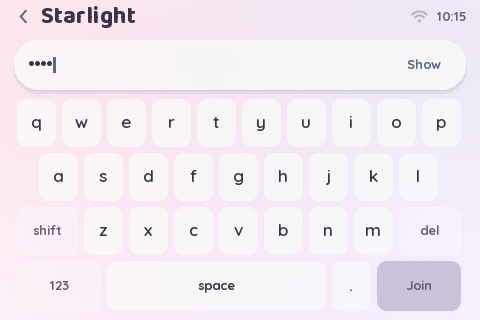 Starlight 10:15
•••• Show
q w e r t y u i o p
a s d f g h j k l
shift z x c v b n m del
123 space . Join